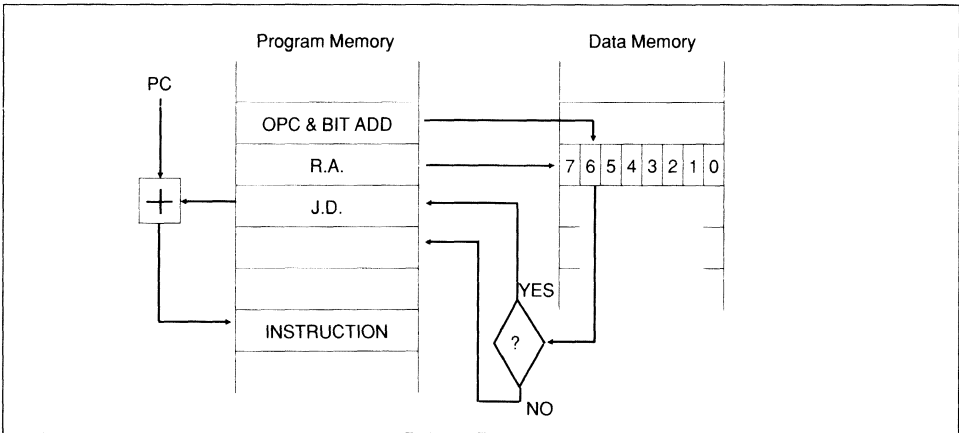 Program Memory
Data Memory
PC
OPC & BIT ADD
R.A.
7 6 5 4 3 2 1 0
+
J.D.
YES
INSTRUCTION
?
NO